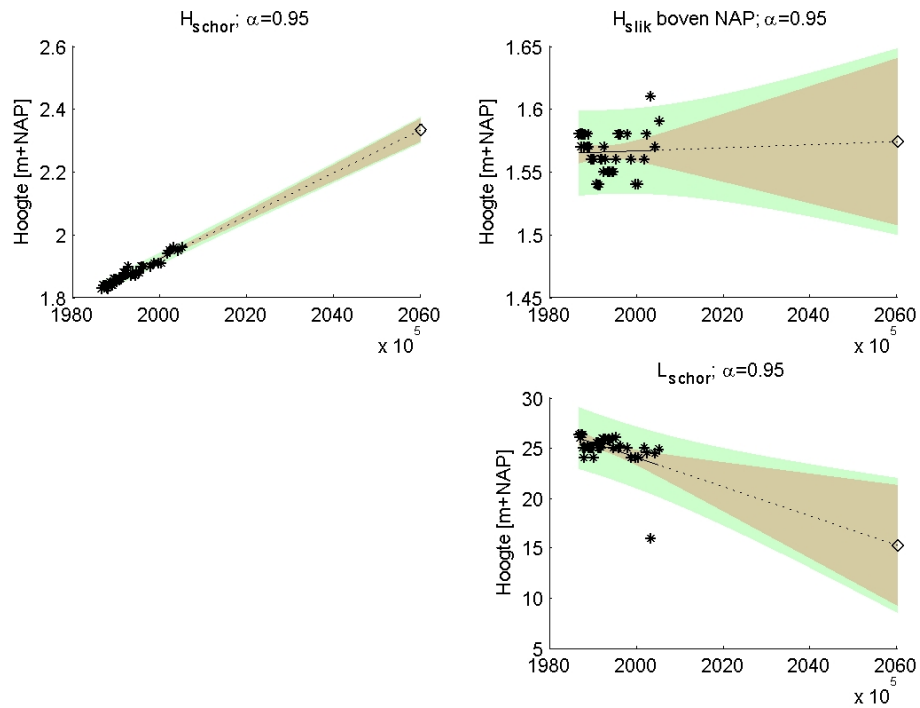 H_schor; α=0.95
Hoogte [m+NAP]
2.6
2.4
2.2
2
1.8
1980 2000 2020 2040 2060
x 10^5
H_slik boven NAP; α=0.95
Hoogte [m+NAP]
1.65
1.6
1.55
1.5
1.45
1980 2000 2020 2040 2060
x 10^5
L_schor; α=0.95
Hoogte [m+NAP]
30
25
20
15
10
5
1980 2000 2020 2040 2060
x 10^5